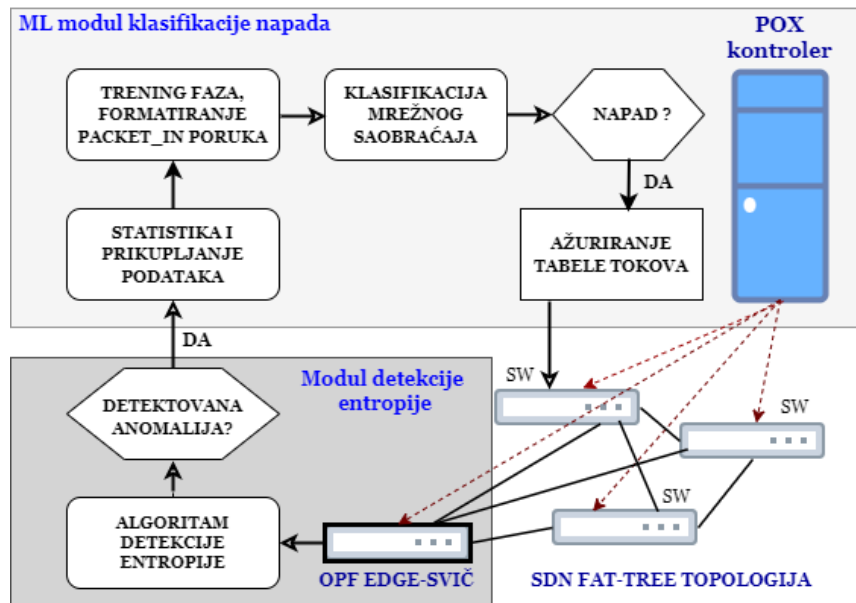 ML modul klasifikacije napada
POX
kontroler
TRENING FAZA,
FORMATIRANJE
PACKET_IN PORUKA
KLASIFIKACIJA
MREŽNOG
SAOBRAĆAJA
NAPAD ?
DA
STATISTIKA I
PRIKUPLJANJE
PODATAKA
AŽURIRANJE
TABELE TOKOVA
DA
Modul detekcije
entropije
DETEKTOVANA
ANOMALIJA?
SW
SW
SW
ALGORITAM
DETEKCIJE
ENTROPIJE
OPF EDGE-SVIČ
SDN FAT-TREE TOPOLOGIJA